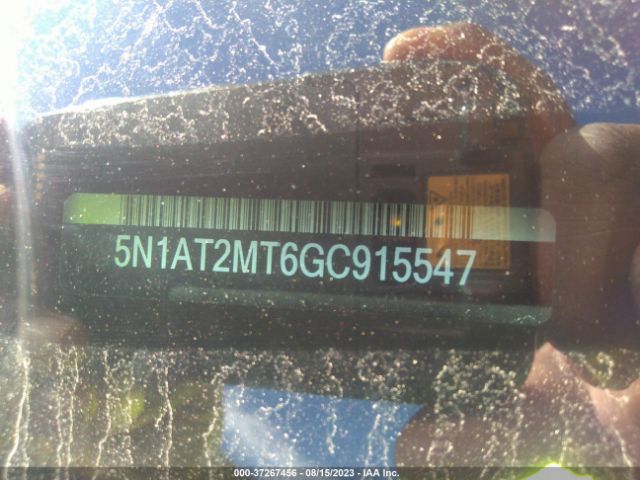 5N1AT2MT6GC915547
000-37267456 - 08/15/2023 - IAA Inc.